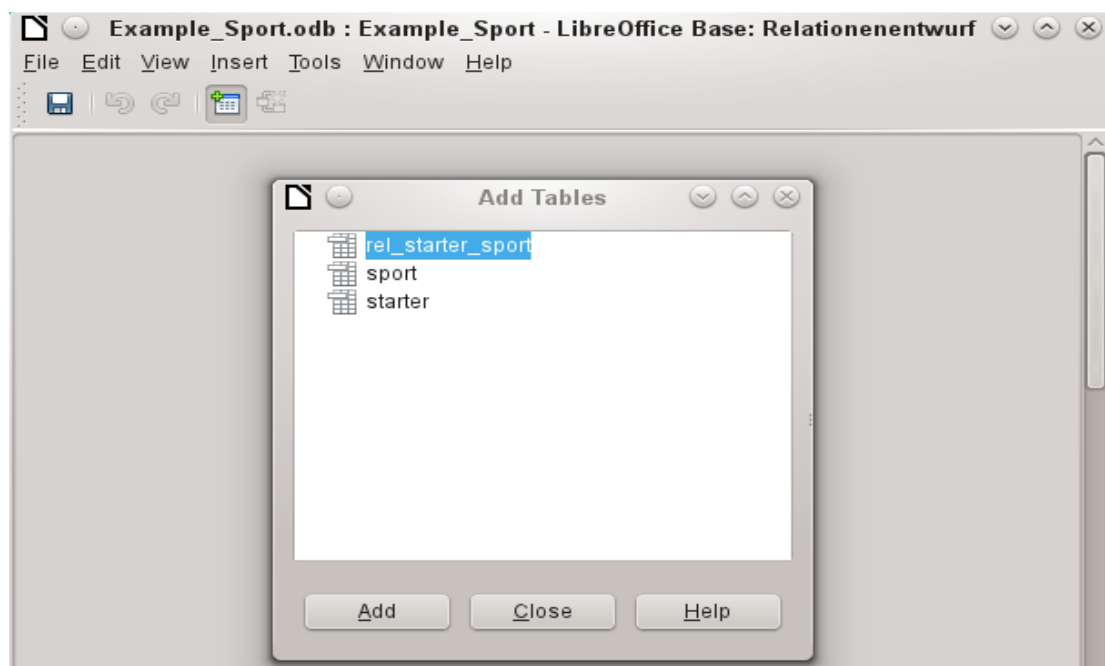 Example_Sport.odb : Example_Sport - LibreOffice Base: Relationenentwurf
File Edit View Insert Tools Window Help
Add Tables
rel_starter_sport
sport
starter
Add Close Help